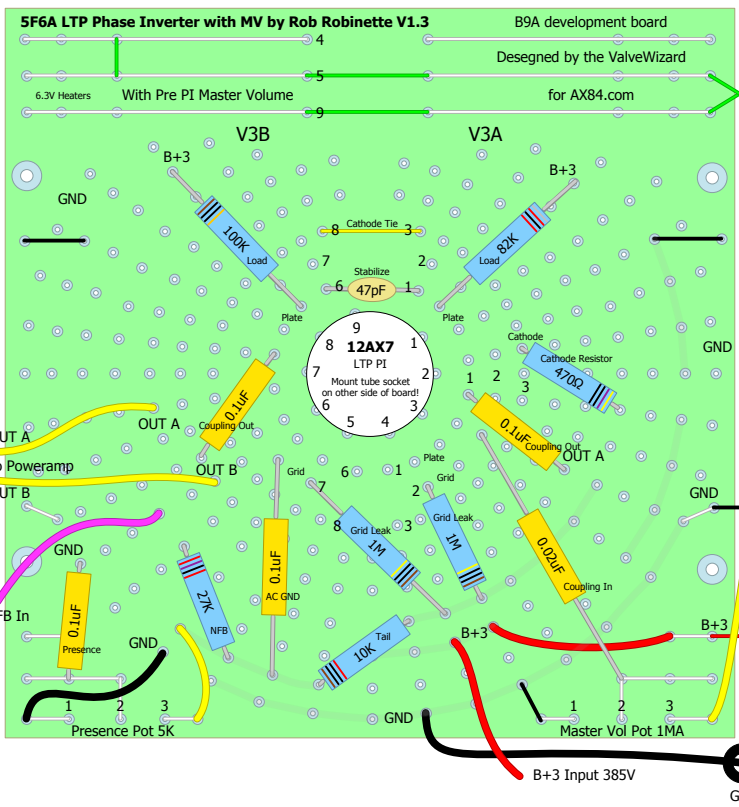 5F6A LTP Phase Inverter with MV by Rob Robinette V1.3
B9A development board
4
Desegned by the ValveWizard
5
6.3V Heaters
With Pre PI Master Volume
for AX84.com
9
V3B
V3A
B+3
B+3
GND
8
Cathode Tie
3
100K
Load
82K
Load
7
2
Stabilize
6
47pF
1
Plate
Plate
9
8
12AX7
1
LTP PI
7
2
Mount tube socket
on other side of board!
6
3
5
4
Cathode
GND
Cathode Resistor
470Ω
1
2
3
0.1uF
Coupling Out
OUT A
UT A
0.1uF
Coupling Out
OUT A
Poweramp
OUT B
UT B
Grid
6
1
Plate
Grid
7
2
GND
8
3
Grid Leak
1M
Grid Leak
1M
GND
0.1uF
AC GND
0.02uF
Coupling In
27K
NFB
FB In
0.1uF
Presence
GND
Tail
10K
B+3
B+3
1
2
3
GND
1
2
3
Presence Pot 5K
Master Vol Pot 1MA
B+3 Input 385V
G